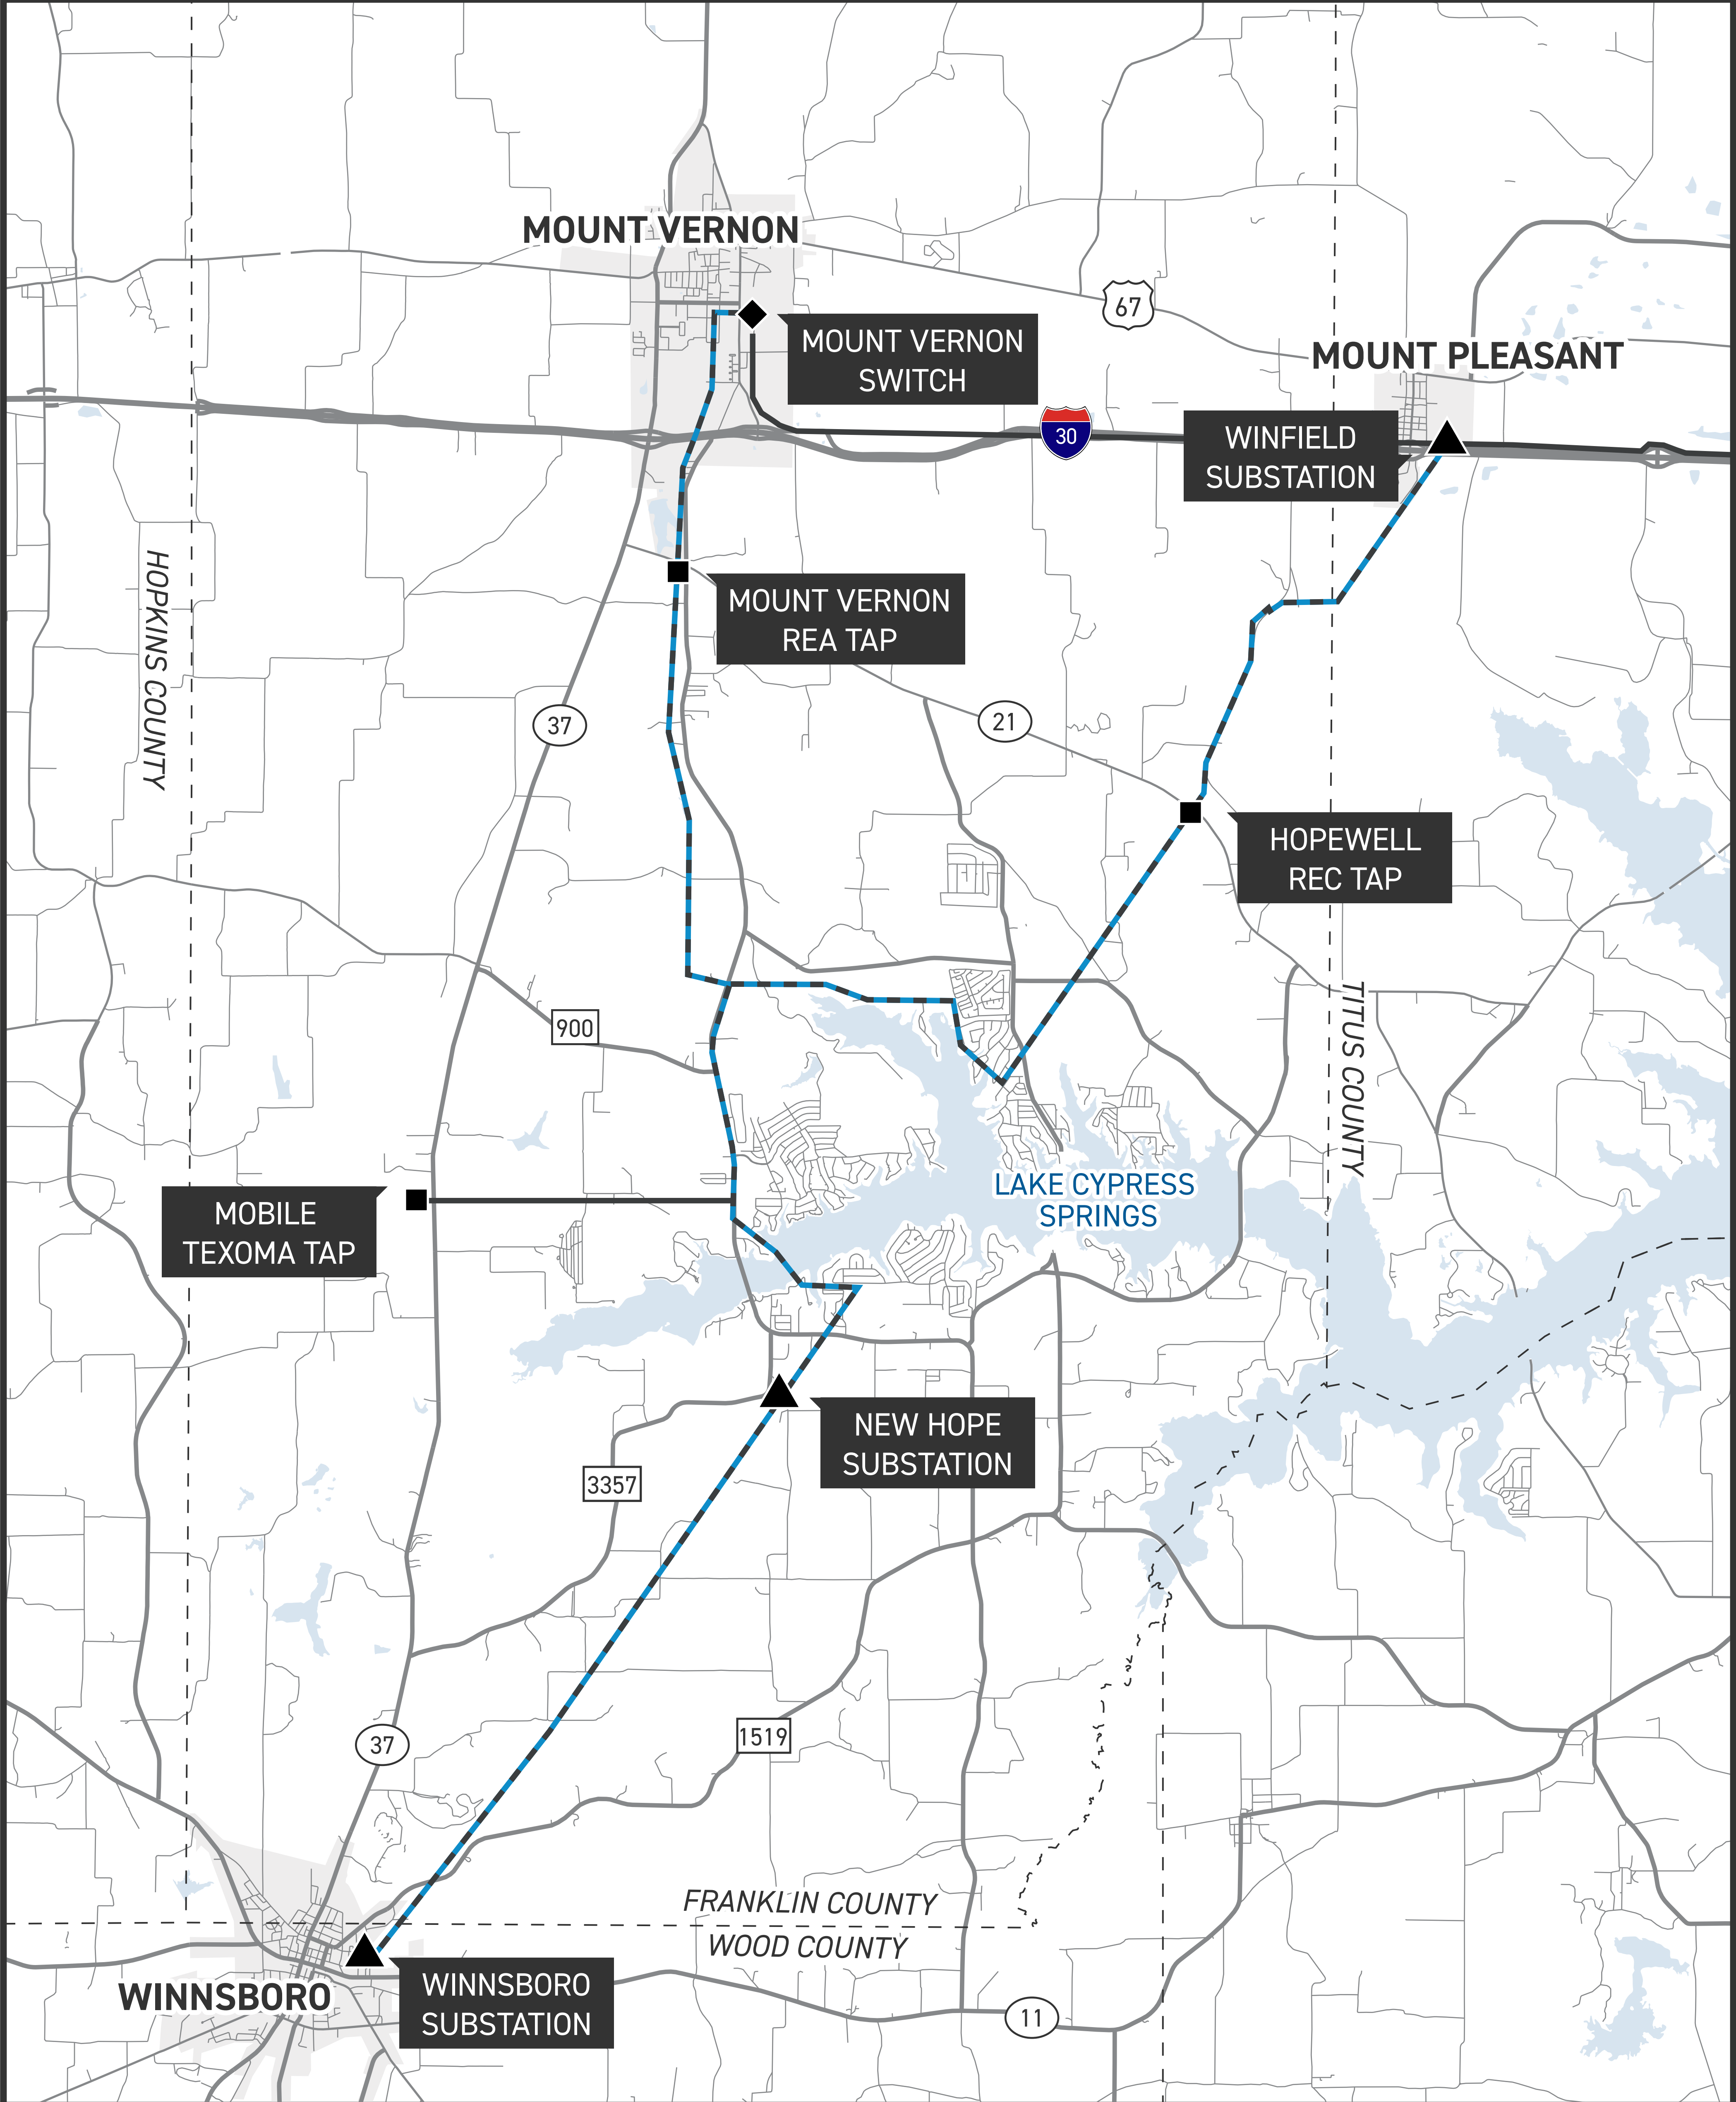 MOUNT VERNON
67
MOUNT VERNON
SWITCH
MOUNT PLEASANT
30
WINFIELD
SUBSTATION
HOPKINS COUNTY
MOUNT VERNON
REA TAP
37
21
HOPEWELL
REC TAP
TITUS COUNTY
900
LAKE CYPRESS
SPRINGS
MOBILE
TEXOMA TAP
NEW HOPE
SUBSTATION
3357
1519
37
FRANKLIN COUNTY
WOOD COUNTY
WINNSBORO
WINNSBORO
SUBSTATION
11